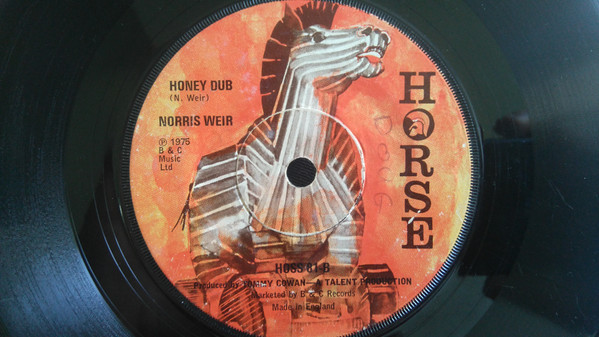 HONEY DUB
(N. Weir)
NORRIS WEIR
℗ 1975
B & C
Music
Ltd
HORSE
HOSS 81-B
Produced by TOMMY COWAN—A TALENT PRODUCTION
Marketed by B & C Records
Made in England